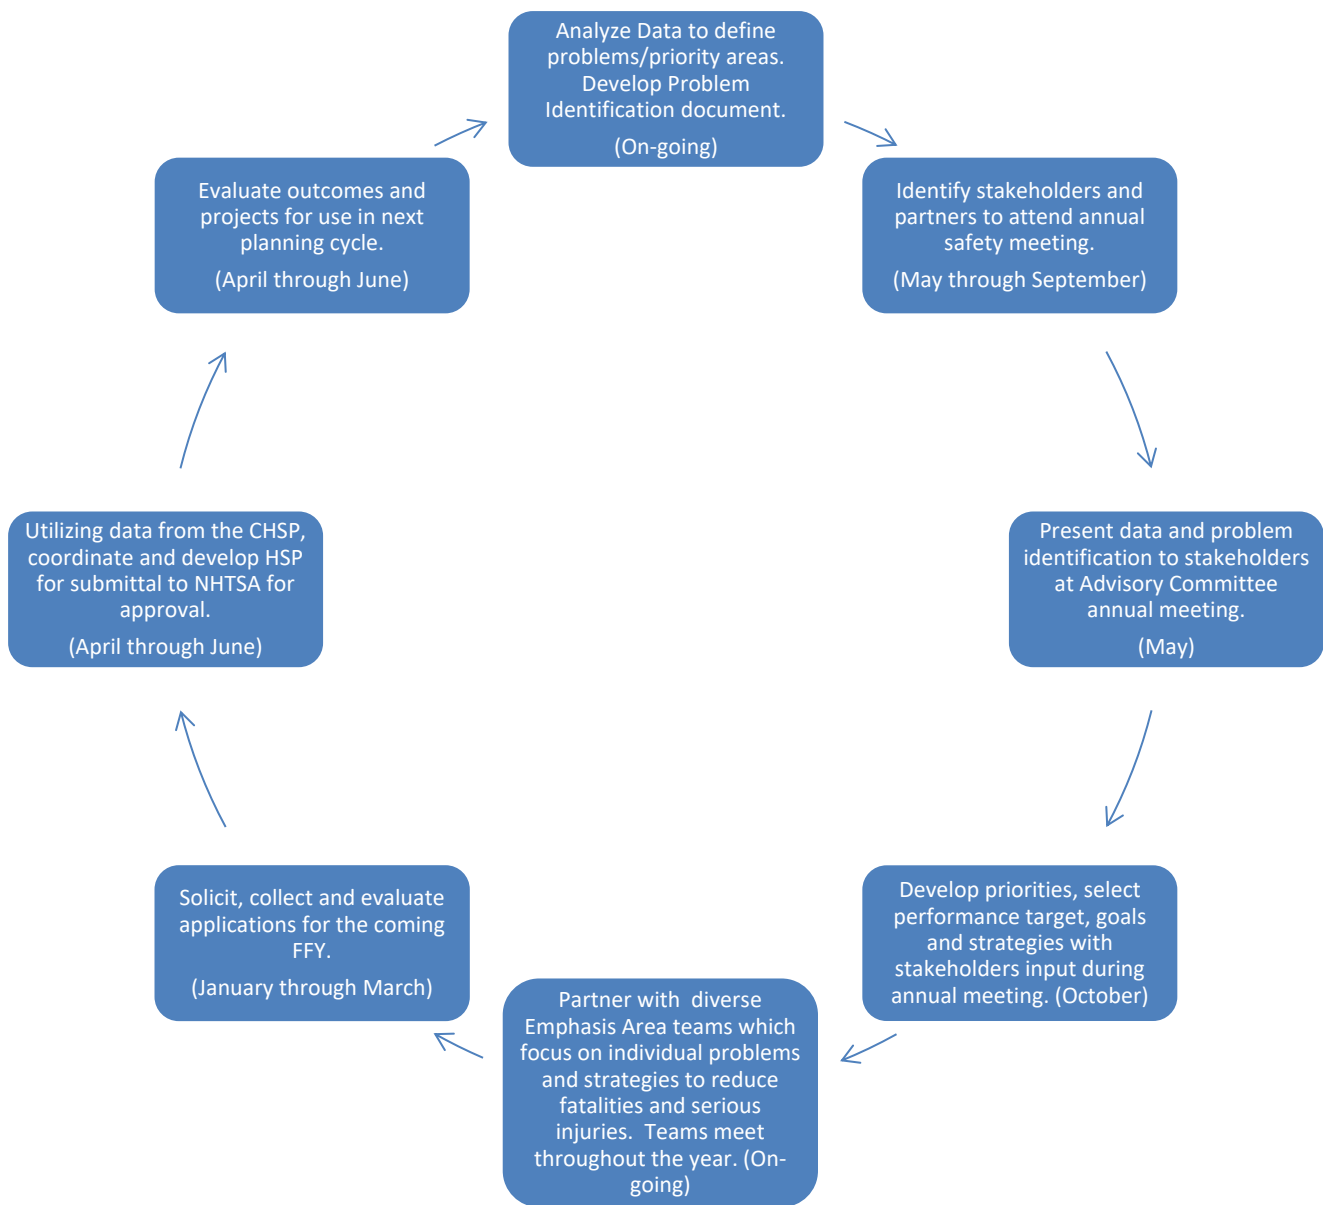 Analyze Data to define
problems/priority areas.
Develop Problem
Identification document.
(On-going)
Identify stakeholders and
partners to attend annual
safety meeting.
(May through September)
Present data and problem
identification to stakeholders
at Advisory Committee
annual meeting.
(May)
Develop priorities, select
performance target, goals
and strategies with
stakeholders input during
annual meeting. (October)
Partner with  diverse
Emphasis Area teams which
focus on individual problems
and strategies to reduce
fatalities and serious
injuries.  Teams meet
throughout the year. (On-
going)
Solicit, collect and evaluate
applications for the coming
FFY.
(January through March)
Utilizing data from the CHSP,
coordinate and develop HSP
for submittal to NHTSA for
approval.
(April through June)
Evaluate outcomes and
projects for use in next
planning cycle.
(April through June)